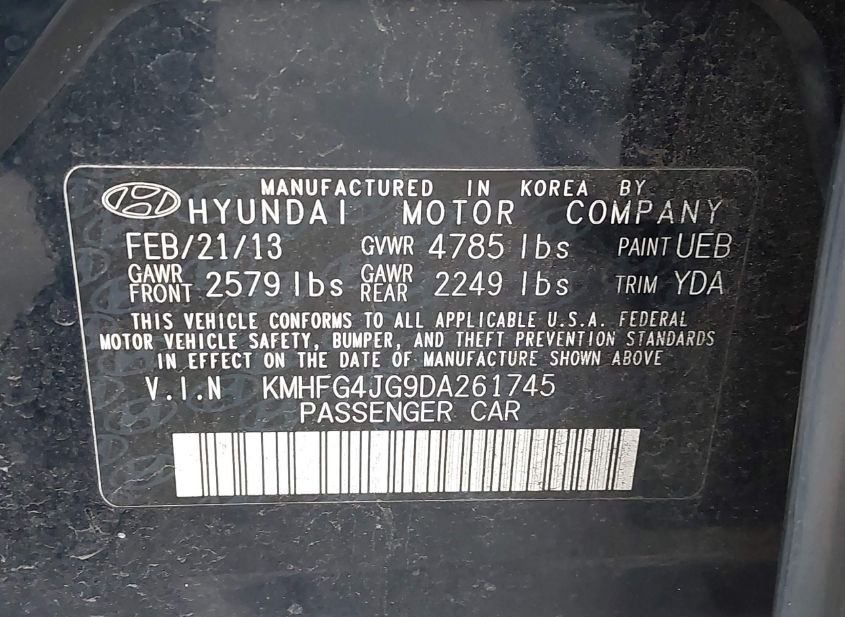 MANUFACTURED IN KOREA BY
HYUNDAI MOTOR COMPANY
FEB/21/13 GVWR 4785 lbs PAINT UEB
GAWR FRONT 2579 lbs GAWR REAR 2249 lbs TRIM YDA
THIS VEHICLE CONFORMS TO ALL APPLICABLE U.S.A. FEDERAL
MOTOR VEHICLE SAFETY, BUMPER, AND THEFT PREVENTION STANDARDS
IN EFFECT ON THE DATE OF MANUFACTURE SHOWN ABOVE
V.I.N KMHFG4JG9DA261745
PASSENGER CAR